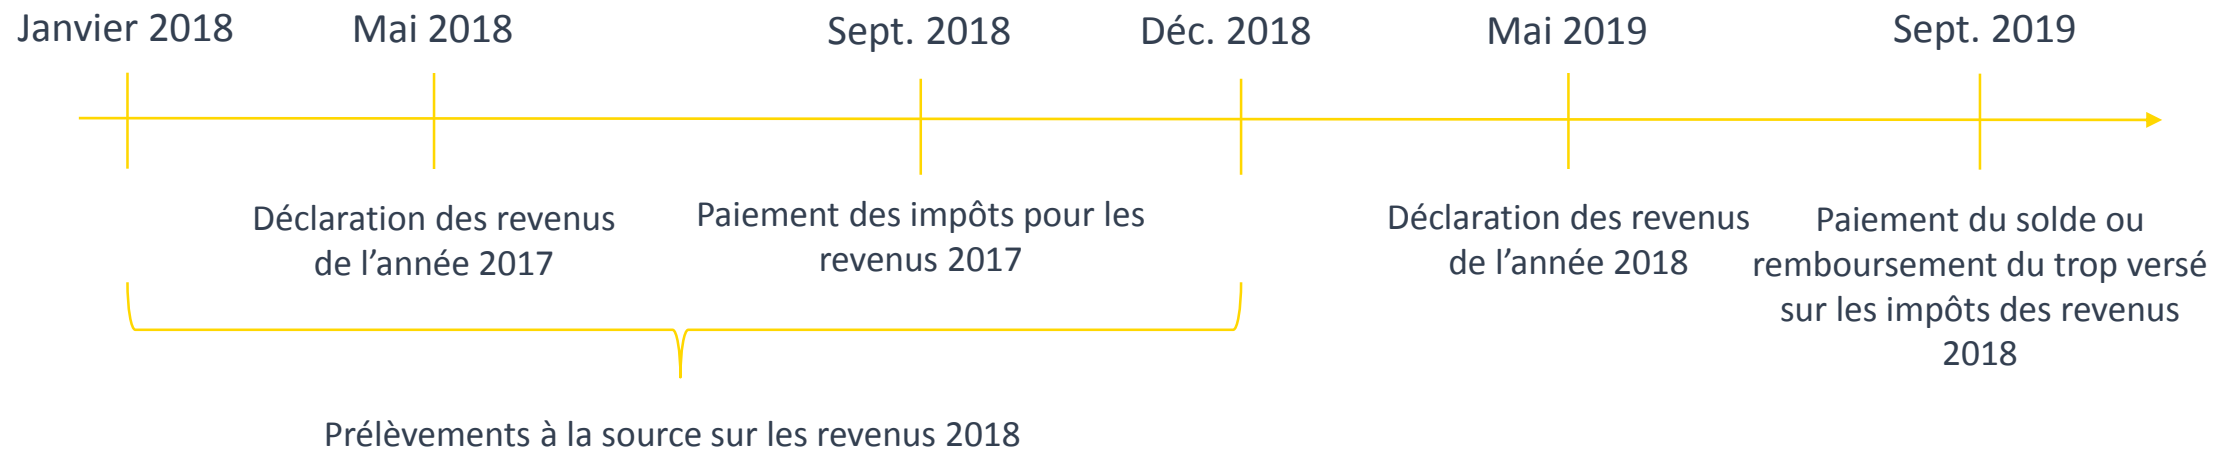 Janvier 2018
Mai 2018
Sept. 2018
Déc. 2018
Mai 2019
Sept. 2019
Déclaration des revenus
de l’année 2017
Paiement des impôts pour les
revenus 2017
Déclaration des revenus
de l’année 2018
Paiement du solde ou
remboursement du trop versé
sur les impôts des revenus
2018
Prélèvements à la source sur les revenus 2018